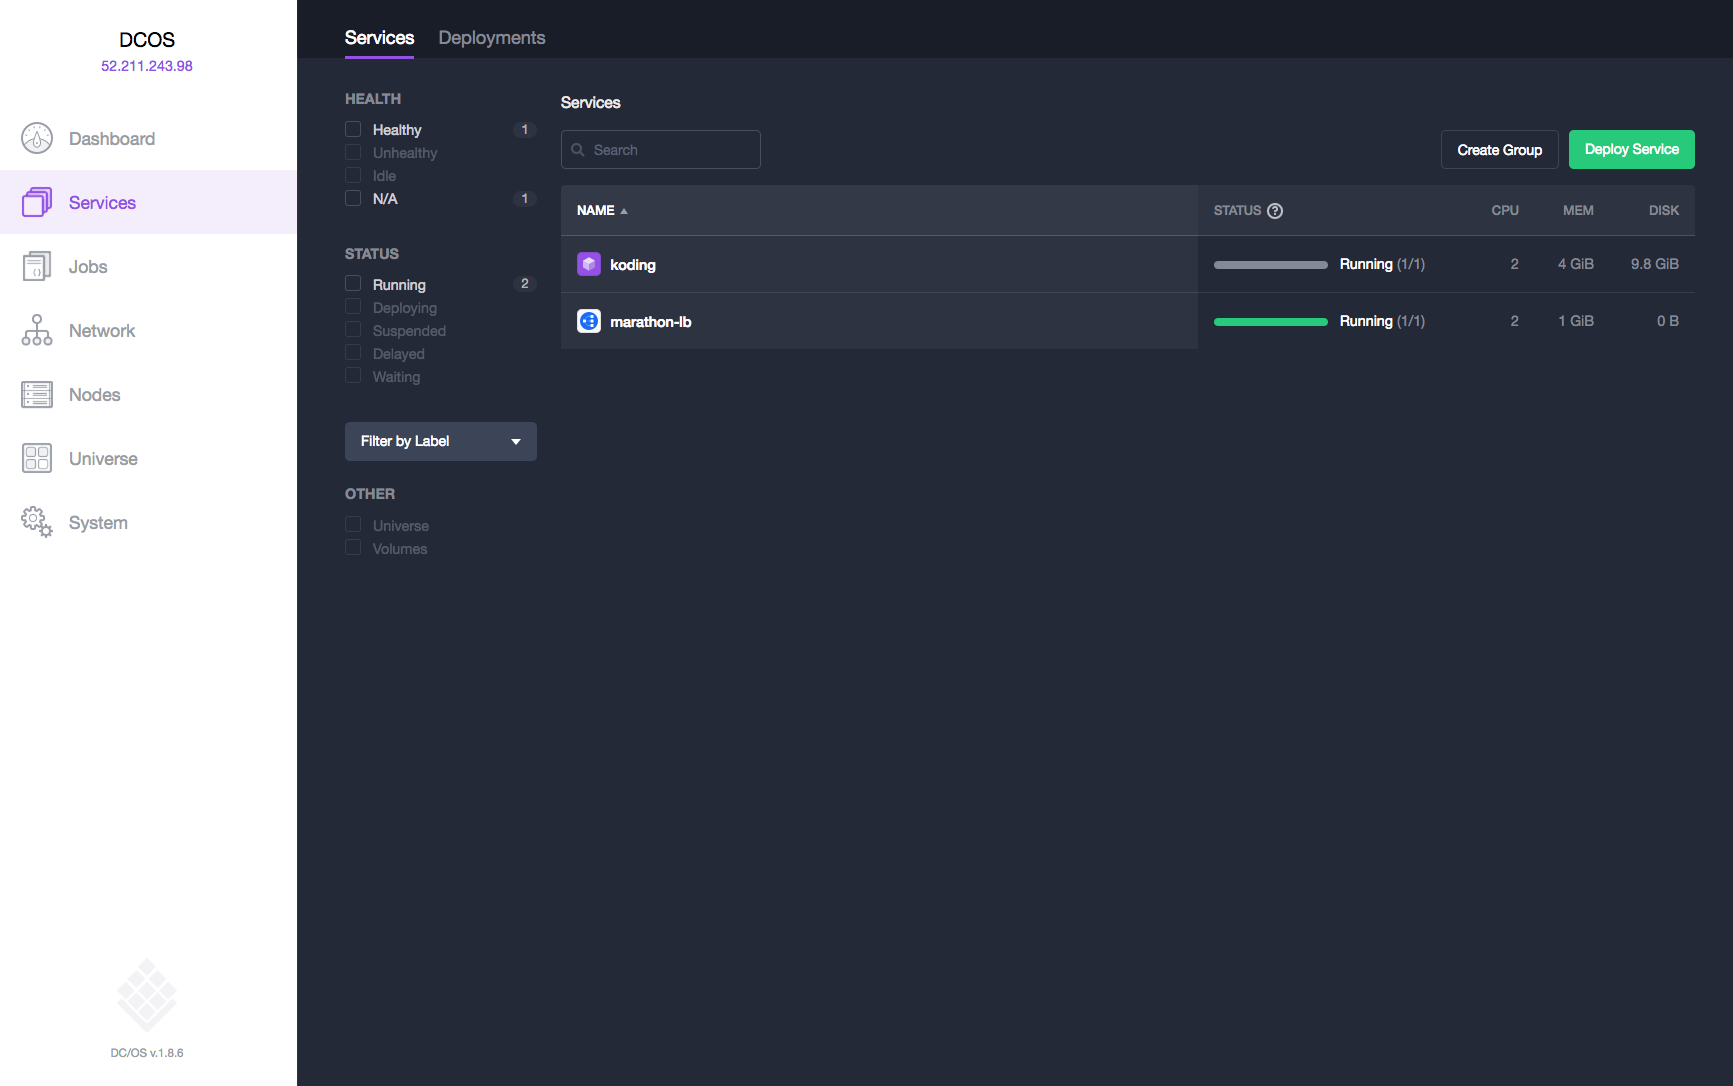 DCOS
52.211.243.98
Dashboard
Services
Jobs
Network
Nodes
Universe
System
DC/OS v.1.8.6
Services Deployments
HEALTH
Healthy 1
Unhealthy
Idle
N/A 1
STATUS
Running 2
Deploying
Suspended
Delayed
Waiting
Filter by Label
OTHER
Universe
Volumes
Services
Search
Create Group Deploy Service
NAME STATUS ? CPU MEM DISK
koding Running (1/1) 2 4 GiB 9.8 GiB
marathon-lb Running (1/1) 2 1 GiB 0 B